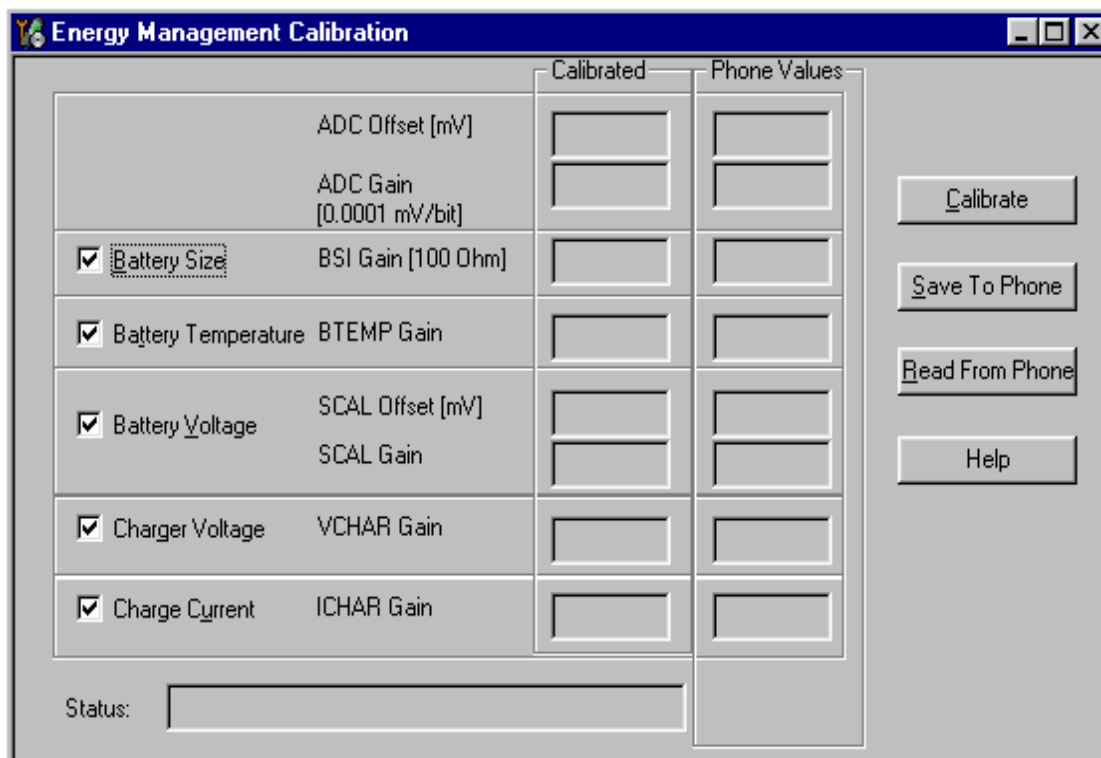 Energy Management Calibration
Calibrated
Phone Values
ADC Offset [mV]
ADC Gain
[0.0001 mV/bit]
Calibrate
Battery Size
BSI Gain [100 Ohm]
Save To Phone
Battery Temperature
BTEMP Gain
Read From Phone
Battery Voltage
SCAL Offset [mV]
SCAL Gain
Help
Charger Voltage
VCHAR Gain
Charge Current
ICHAR Gain
Status: